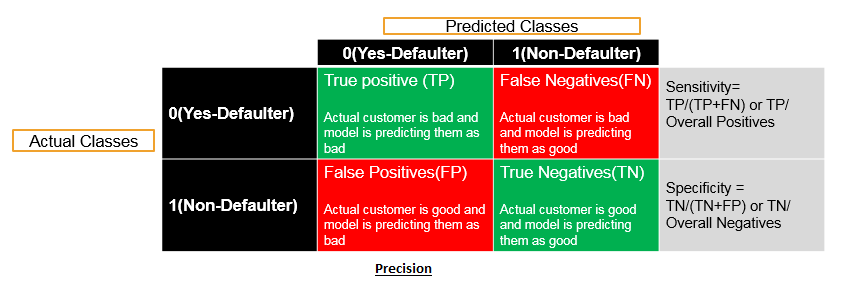 Predicted Classes
0(Yes-Defaulter) 1(Non-Defaulter)
Actual Classes
0(Yes-Defaulter)
True positive (TP)
Actual customer is bad and
model is predicting them as
bad
False Negatives(FN)
Actual customer is bad
and model is predicting
them as good
Sensitivity=
TP/(TP+FN) or TP/
Overall Positives
1(Non-Defaulter)
False Positives(FP)
Actual customer is good and
model is predicting them as
bad
True Negatives(TN)
Actual customer is good
and model is predicting
them as good
Specificity =
TN/(TN+FP) or TN/
Overall Negatives
Precision